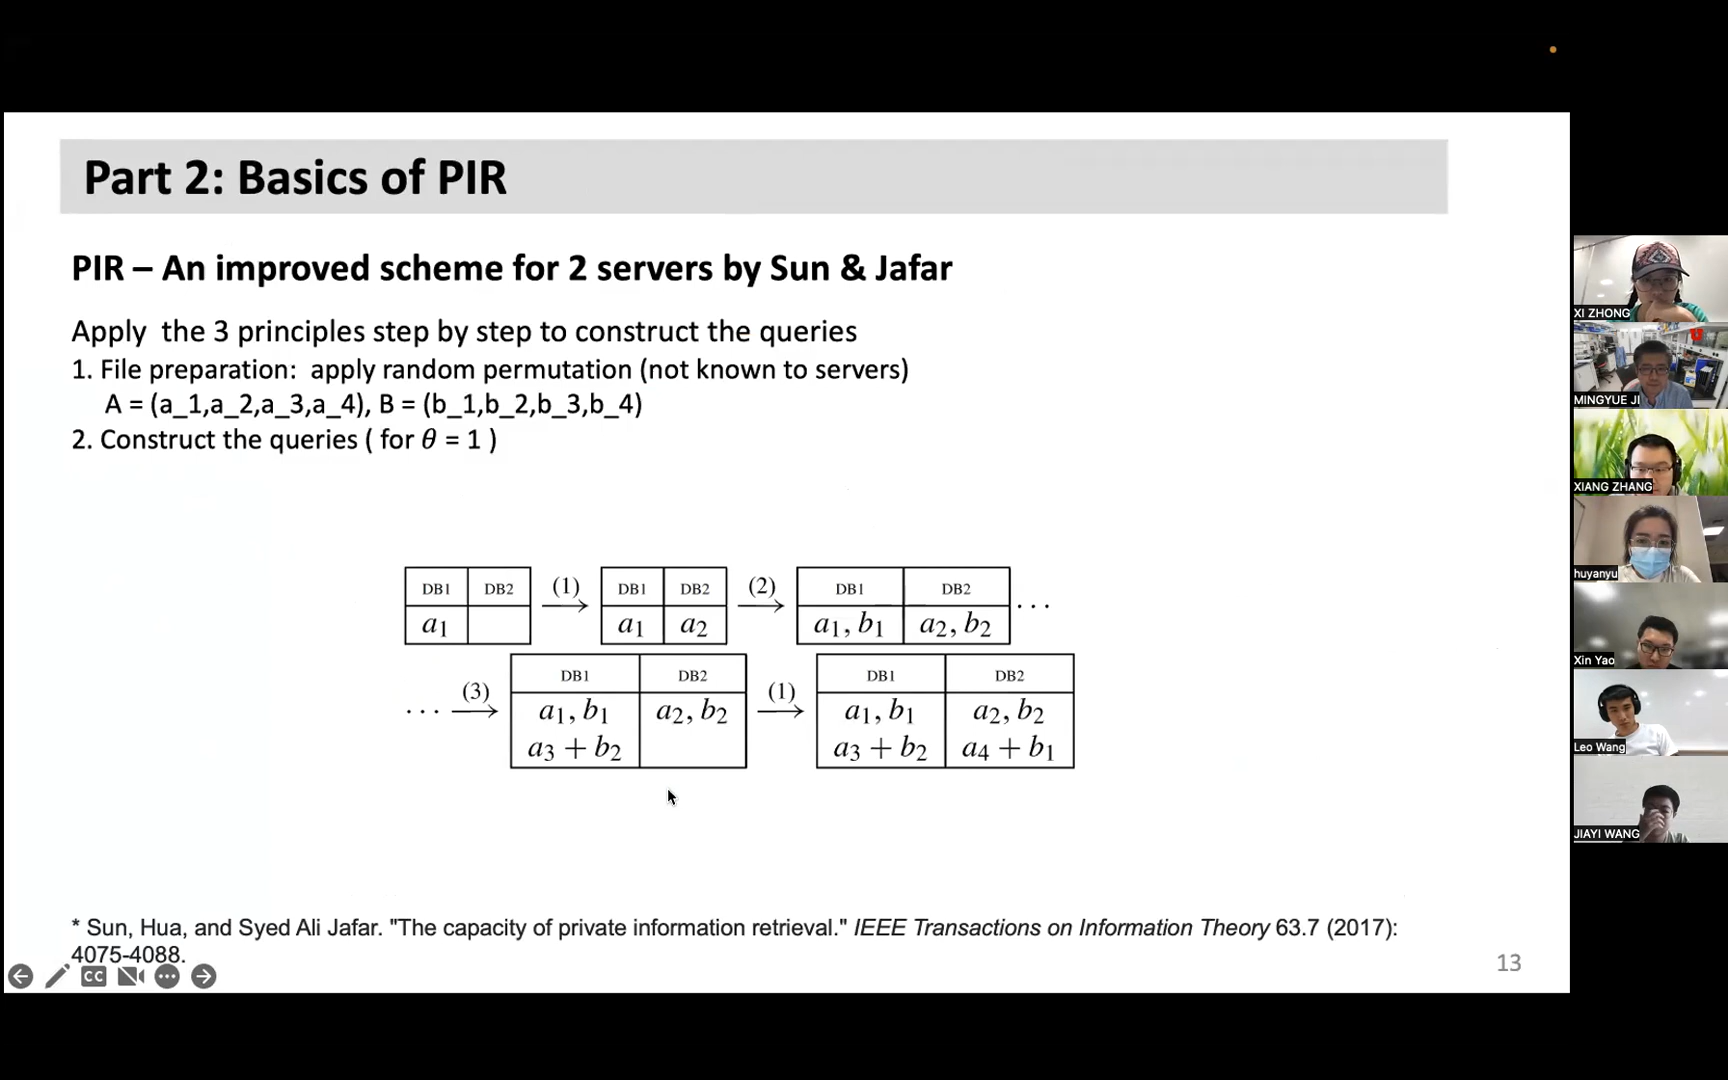 Part 2: Basics of PIR
PIR – An improved scheme for 2 servers by Sun & Jafar
Apply the 3 principles step by step to construct the queries
1. File preparation: apply random permutation (not known to servers)
A = (a_1,a_2,a_3,a_4), B = (b_1,b_2,b_3,b_4)
2. Construct the queries ( for θ = 1 )
DB1 DB2 (1) DB1 DB2 (2) DB1 DB2
a₁ a₁ a₂ a₁, b₁ a₂, b₂ ···
DB1 DB2 DB1 DB2
··· (3) a₁, b₁ a₂, b₂ (1) a₁, b₁ a₂, b₂
a₃ + b₂ a₃ + b₂ a₄ + b₁
* Sun, Hua, and Syed Ali Jafar. "The capacity of private information retrieval." IEEE Transactions on Information Theory 63.7 (2017):
4075-4088.
CC
13
XI ZHONG
MINGYUE JI
XIANG ZHANG
huyanyu
Xin Yao
Leo Wang
JIAYI WANG